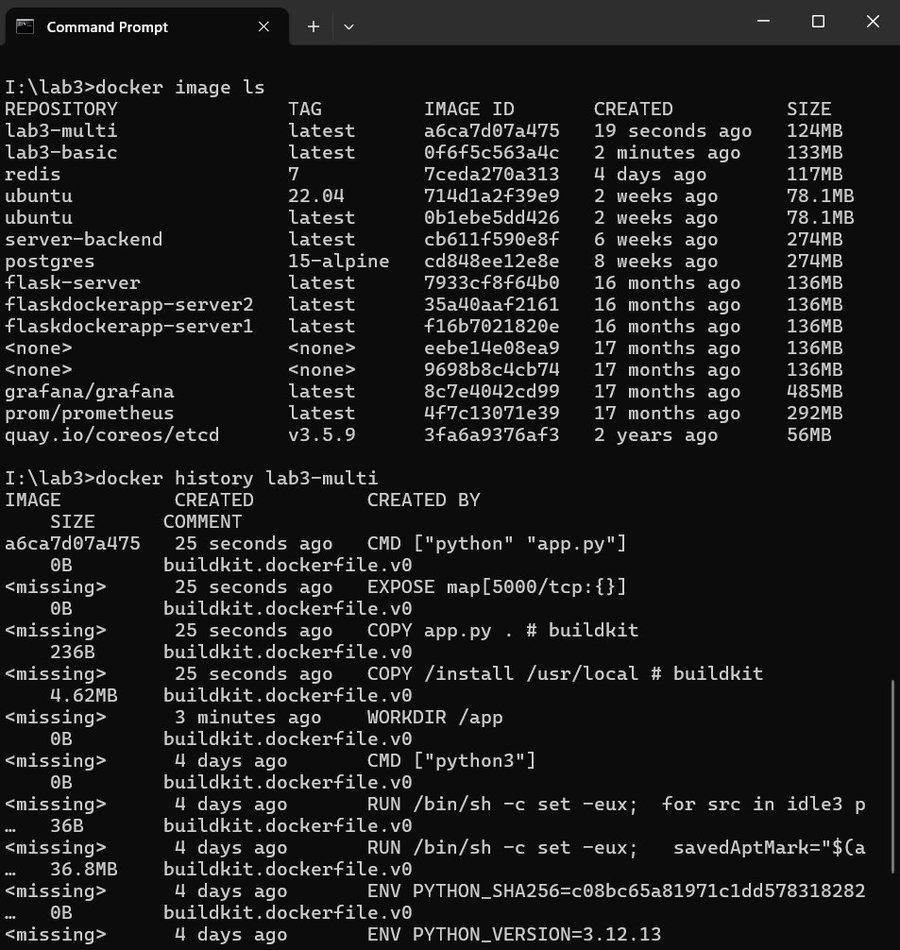 Command Prompt
I:\lab3>docker image ls
REPOSITORY TAG IMAGE ID CREATED SIZE
lab3-multi latest a6ca7d07a475 19 seconds ago 124MB
lab3-basic latest 0f6f5c563a4c 2 minutes ago 133MB
redis 7 7ceda270a313 4 days ago 117MB
ubuntu 22.04 714d1a2f39e9 2 weeks ago 78.1MB
ubuntu latest 0b1ebe5dd426 2 weeks ago 78.1MB
server-backend latest cb611f590e8f 6 weeks ago 274MB
postgres 15-alpine cd848ee12e8e 8 weeks ago 274MB
flask-server latest 7933cf8f64b0 16 months ago 136MB
flaskdockerapp-server2 latest 35a40aaf2161 16 months ago 136MB
flaskdockerapp-server1 latest f16b7021820e 16 months ago 136MB
<none> <none> eebe14e08ea9 17 months ago 136MB
<none> <none> 9698b8c4cb74 17 months ago 136MB
grafana/grafana latest 8c7e4042cd99 17 months ago 485MB
prom/prometheus latest 4f7c13071e39 17 months ago 292MB
quay.io/coreos/etcd v3.5.9 3fa6a9376af3 2 years ago 56MB
I:\lab3>docker history lab3-multi
IMAGE CREATED CREATED BY
SIZE COMMENT
a6ca7d07a475 25 seconds ago CMD ["python" "app.py"]
0B buildkit.dockerfile.v0
<missing> 25 seconds ago EXPOSE map[5000/tcp:{}]
0B buildkit.dockerfile.v0
<missing> 25 seconds ago COPY app.py . # buildkit
236B buildkit.dockerfile.v0
<missing> 25 seconds ago COPY /install /usr/local # buildkit
4.62MB buildkit.dockerfile.v0
<missing> 3 minutes ago WORKDIR /app
0B buildkit.dockerfile.v0
<missing> 4 days ago CMD ["python3"]
0B buildkit.dockerfile.v0
<missing> 4 days ago RUN /bin/sh -c set -eux; for src in idle3 p
… 36B buildkit.dockerfile.v0
<missing> 4 days ago RUN /bin/sh -c set -eux; savedAptMark="$(a
… 36.8MB buildkit.dockerfile.v0
<missing> 4 days ago ENV PYTHON_SHA256=c08bc65a81971c1dd578318282
… 0B buildkit.dockerfile.v0
<missing> 4 days ago ENV PYTHON_VERSION=3.12.13